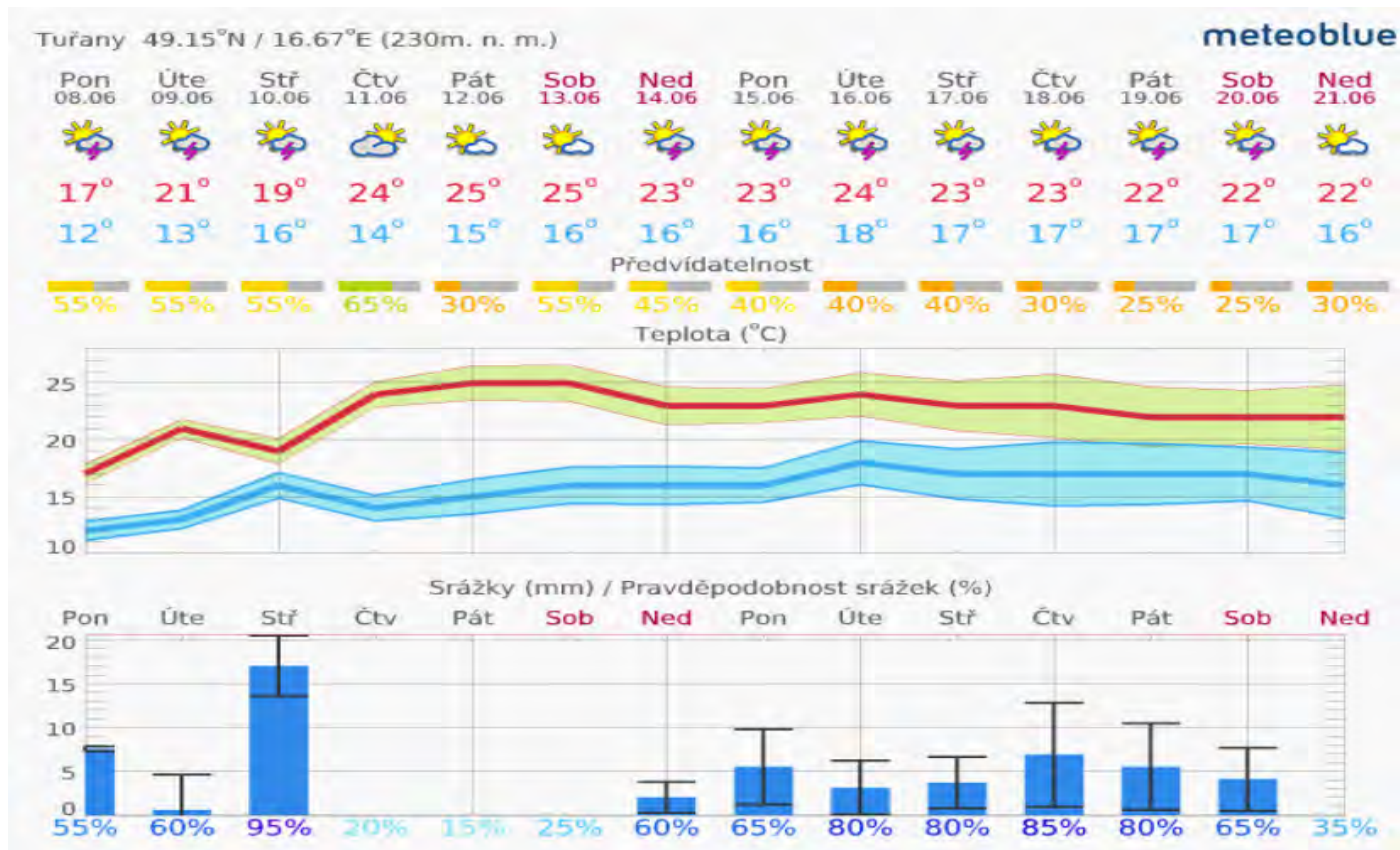 Tuřany 49.15°N / 16.67°E (230m. n. m.)
meteoblue
Pon Úte Stř Čtv Pát Sob Ned Pon Úte Stř Čtv Pát Sob Ned
08.06 09.06 10.06 11.06 12.06 13.06 14.06 15.06 16.06 17.06 18.06 19.06 20.06 21.06
17° 21° 19° 24° 25° 25° 23° 23° 24° 23° 23° 22° 22° 22°
12° 13° 16° 14° 15° 16° 16° 16° 18° 17° 17° 17° 17° 16°
Předvídatelnost
55% 55% 55% 65% 30% 55% 45% 40% 40% 40% 30% 25% 25% 30%
Teplota (°C)
25
20
15
10
Srážky (mm) / Pravděpodobnost srážek (%)
Pon Úte Stř Čtv Pát Sob Ned Pon Úte Stř Čtv Pát Sob Ned
20
15
10
5
0
55% 60% 95% 20% 15% 25% 60% 65% 80% 80% 85% 80% 65% 35%